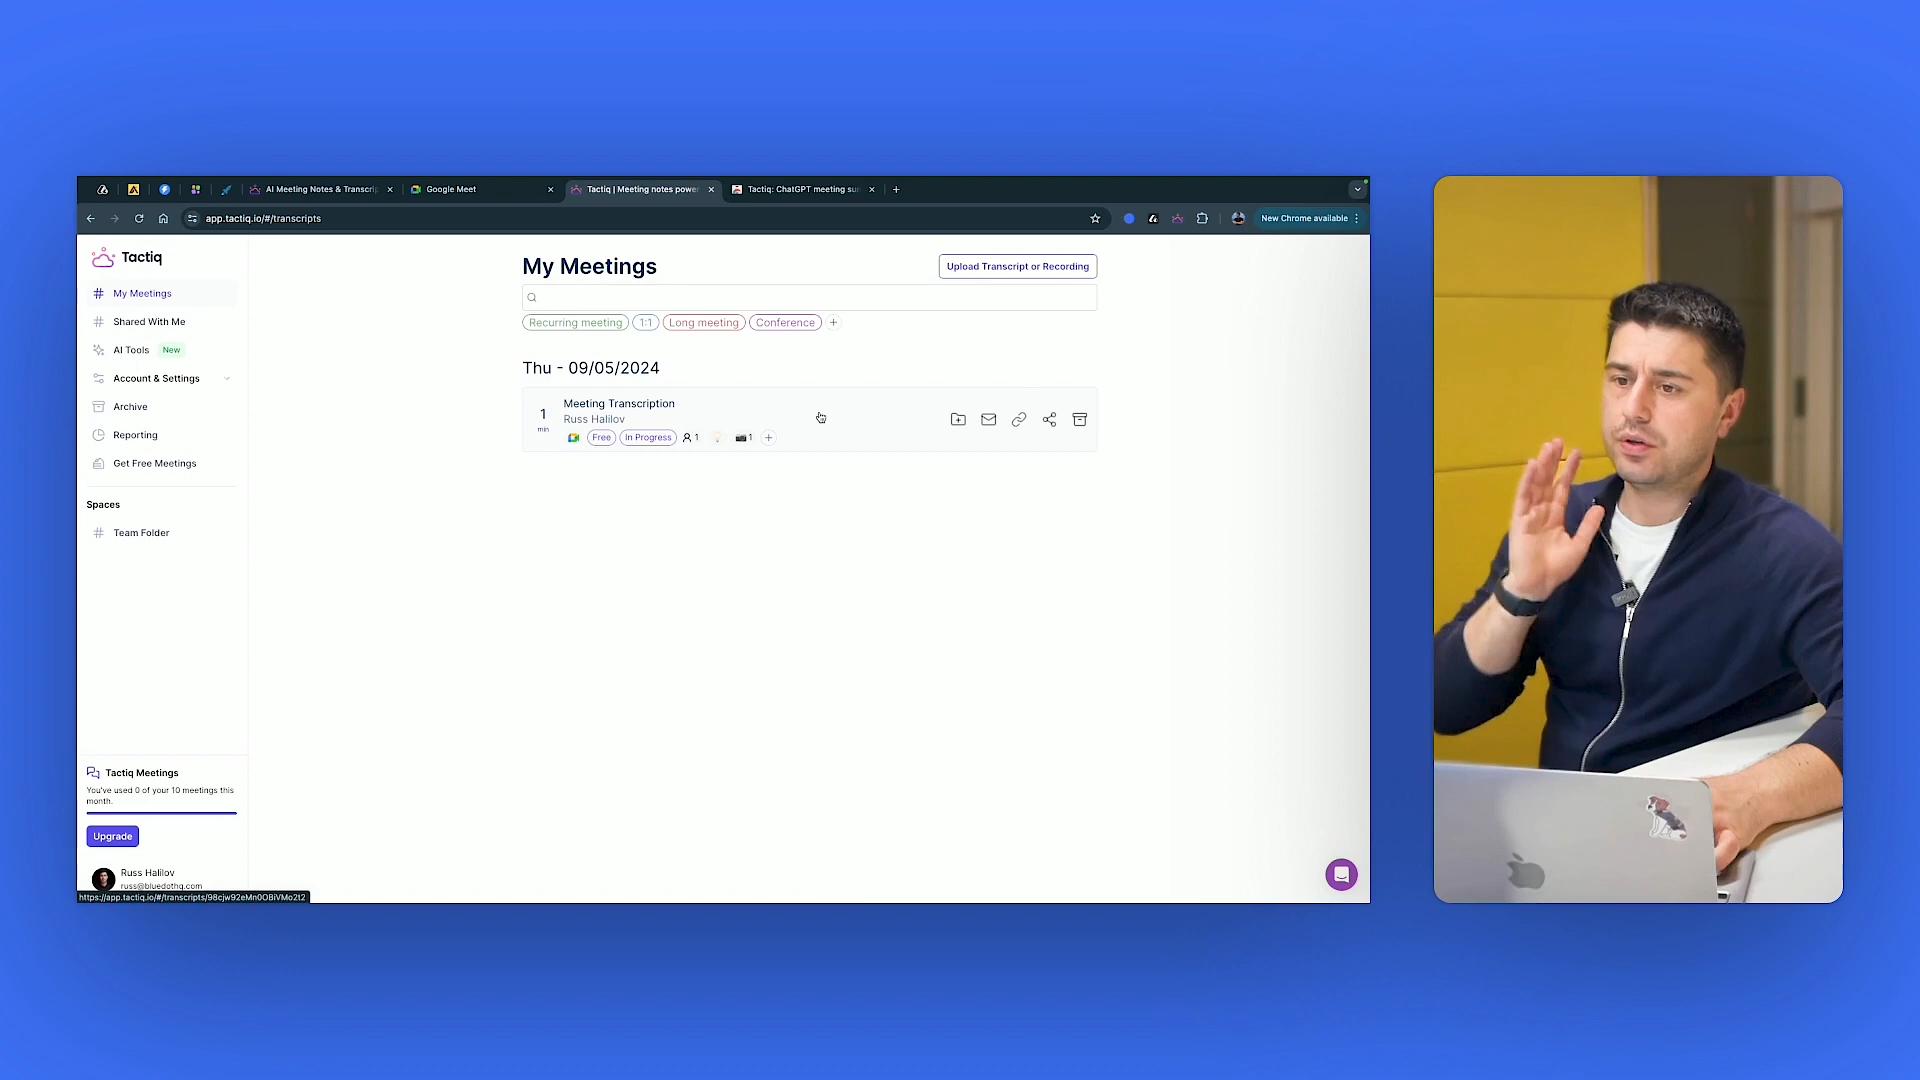 AI Meeting Notes & Transcrip
Google Meet
Tactiq | Meeting notes power
Tactiq: ChatGPT meeting sum
app.tactiq.io/#/transcripts
New Chrome available
Tactiq
My Meetings
Shared With Me
AI Tools New
Account & Settings
Archive
Reporting
Get Free Meetings
Spaces
Team Folder
Tactiq Meetings
You've used 0 of your 10 meetings this
month.
Upgrade
Russ Halilov
russ@bluedothq.com
https://app.tactiq.io/#/transcripts/98cjw92eMn0OBiVMo2t2
My Meetings
Upload Transcript or Recording
Recurring meeting 1:1 Long meeting Conference +
Thu - 09/05/2024
1
min
Meeting Transcription
Russ Halilov
Free In Progress 1 1 +